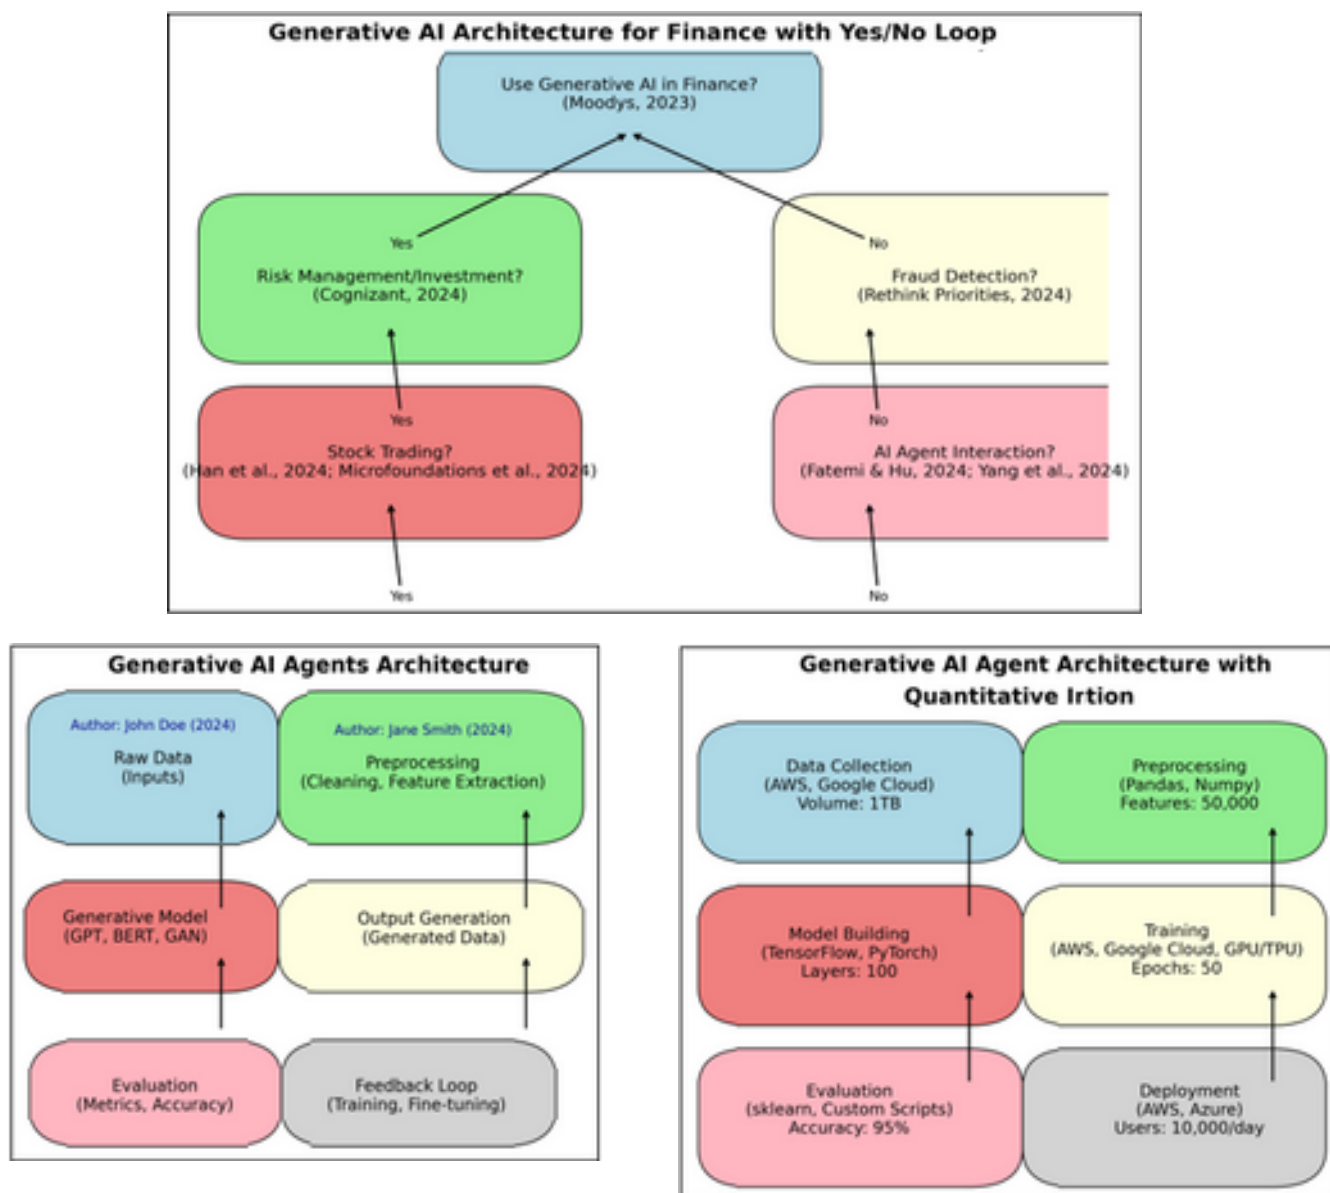 Generative AI Architecture for Finance with Yes/No Loop
Use Generative AI in Finance?
(Moodys, 2023)
Yes
No
Risk Management/Investment?
(Cognizant, 2024)
Fraud Detection?
(Rethink Priorities, 2024)
Yes
No
Stock Trading?
(Han et al., 2024; Microfoundations et al., 2024)
AI Agent Interaction?
(Fatemi & Hu, 2024; Yang et al., 2024)
Yes
No
Generative AI Agents Architecture
Author: John Doe (2024)
Raw Data
(Inputs)
Author: Jane Smith (2024)
Preprocessing
(Cleaning, Feature Extraction)
Generative Model
(GPT, BERT, GAN)
Output Generation
(Generated Data)
Evaluation
(Metrics, Accuracy)
Feedback Loop
(Training, Fine-tuning)
Generative AI Agent Architecture with
Quantitative Irtion
Data Collection
(AWS, Google Cloud)
Volume: 1TB
Preprocessing
(Pandas, Numpy)
Features: 50,000
Model Building
(TensorFlow, PyTorch)
Layers: 100
Training
(AWS, Google Cloud, GPU/TPU)
Epochs: 50
Evaluation
(sklearn, Custom Scripts)
Accuracy: 95%
Deployment
(AWS, Azure)
Users: 10,000/day